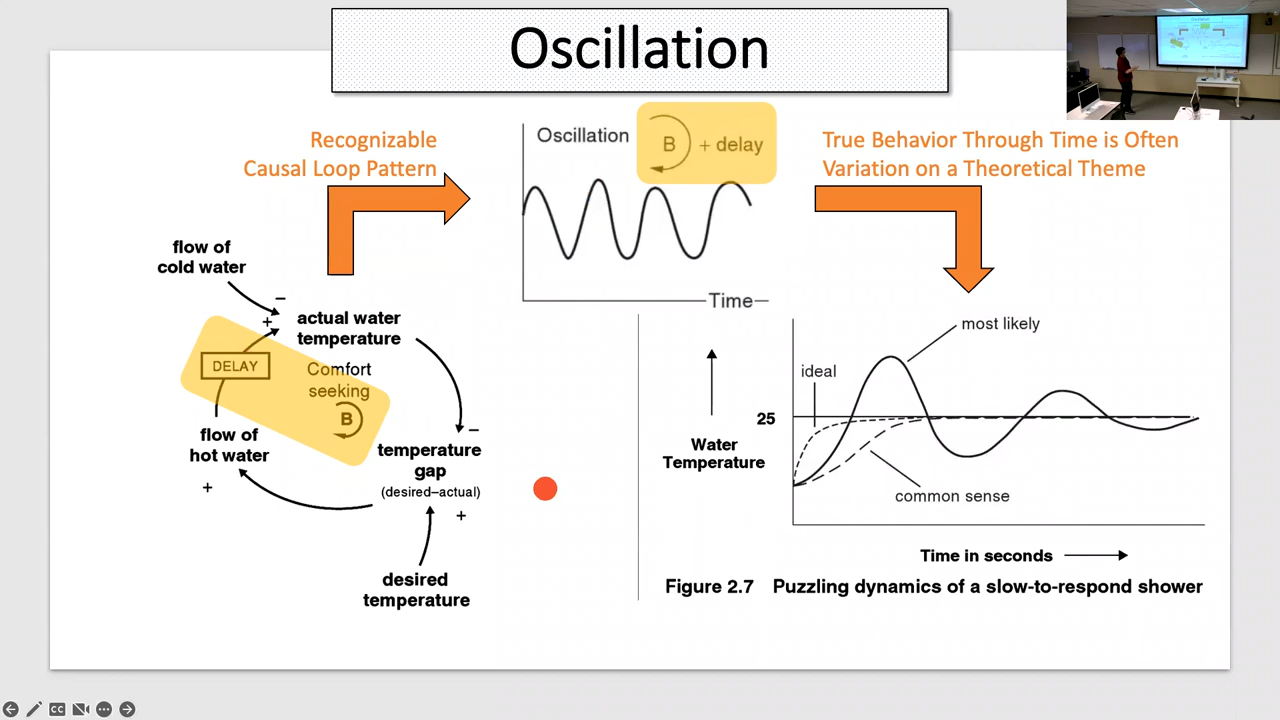 Oscillation
Recognizable
Causal Loop Pattern
Oscillation
B + delay
Time
True Behavior Through Time is Often
Variation on a Theoretical Theme
flow of
cold water
−
+
actual water
temperature
DELAY
Comfort
seeking
B
flow of
hot water
+
−
temperature
gap
(desired–actual)
+
desired
temperature
most likely
ideal
25
Water
Temperature
common sense
Time in seconds
Figure 2.7 Puzzling dynamics of a slow-to-respond shower
CC